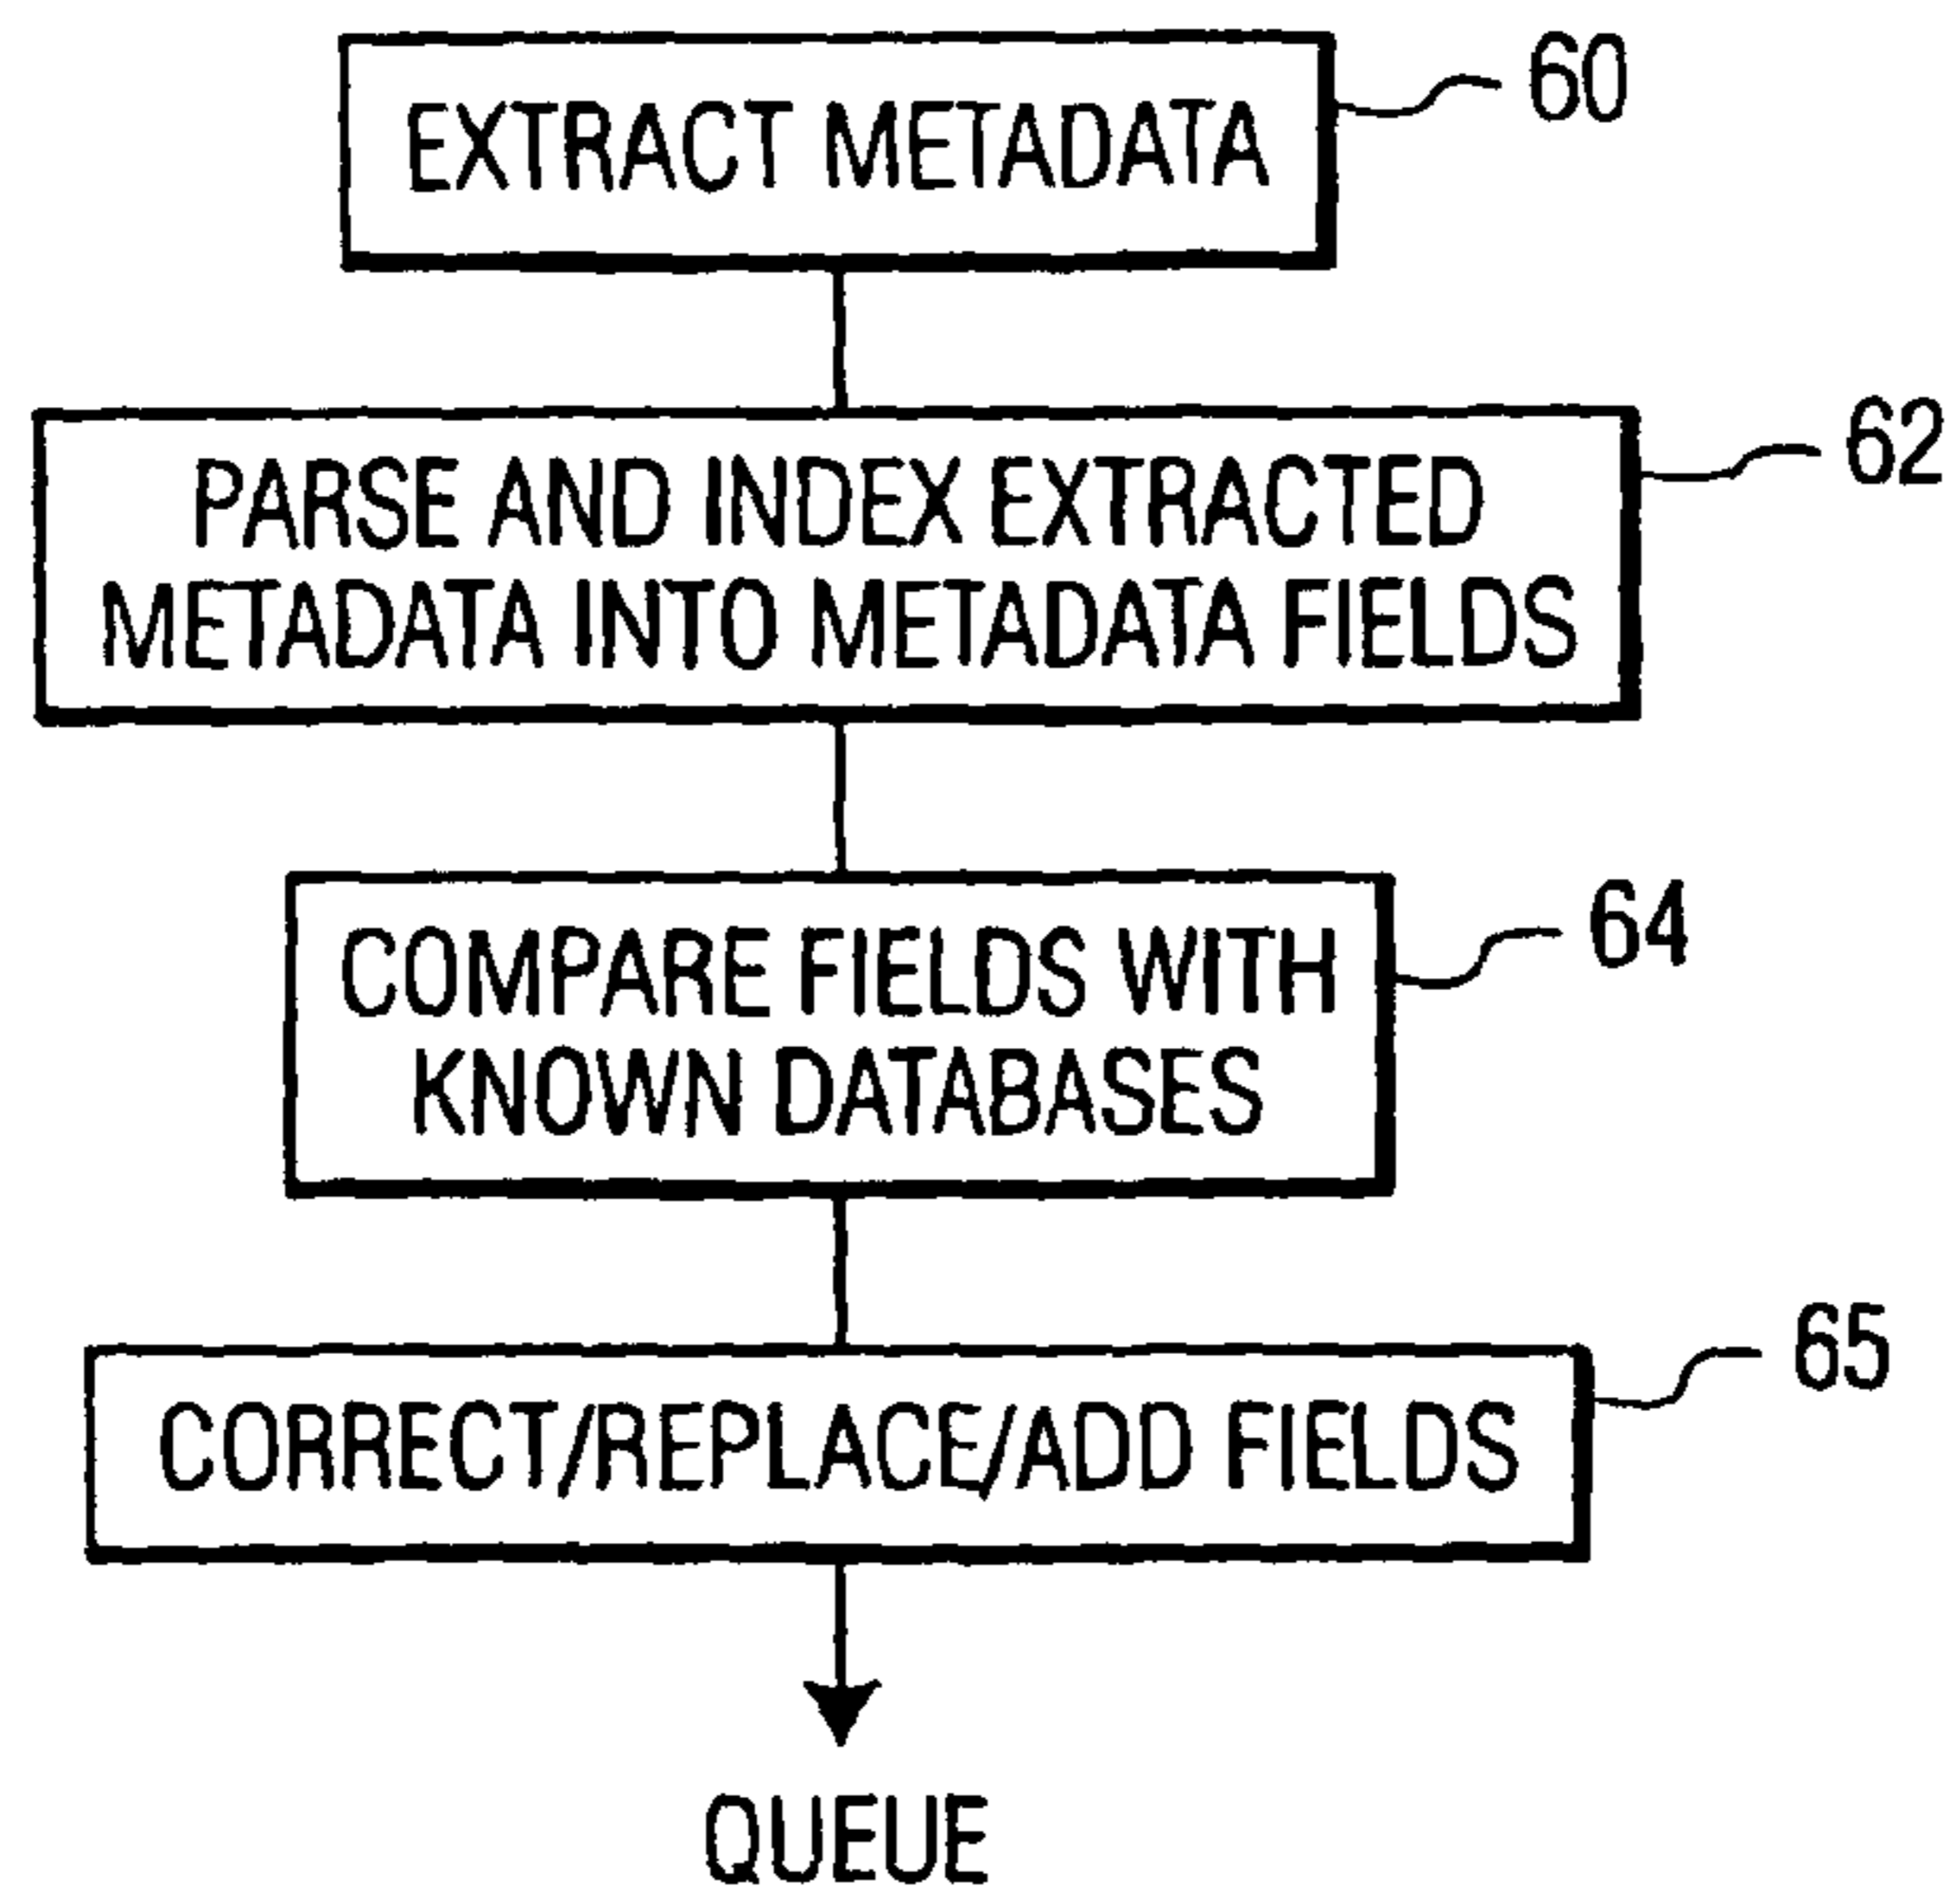 EXTRACT METADATA
60
PARSE AND INDEX EXTRACTED
METADATA INTO METADATA FIELDS
62
COMPARE FIELDS WITH
KNOWN DATABASES
64
CORRECT/REPLACE/ADD FIELDS
65
QUEUE